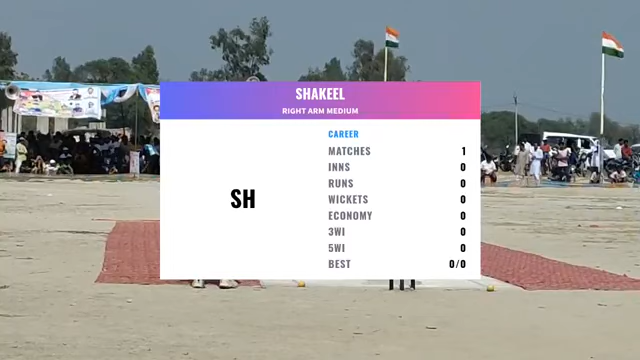 SHAKEEL
RIGHT ARM MEDIUM
CAREER
MATCHES 1
INNS 0
RUNS 0
WICKETS 0
ECONOMY 0
3WI 0
5WI 0
BEST 0/0
SH